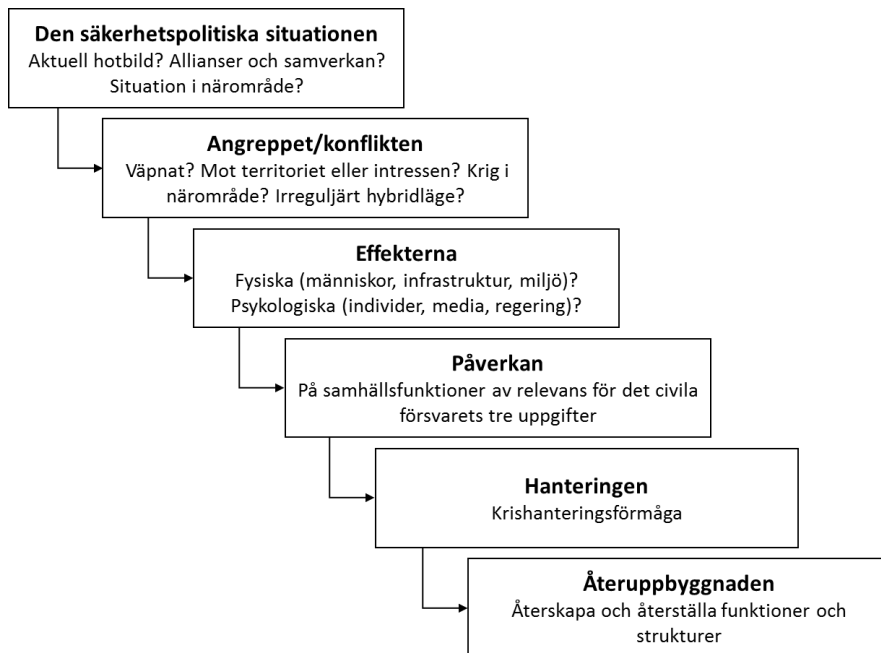 Den säkerhetspolitiska situationen
Aktuell hotbild? Allianser och samverkan?
Situation i närområde?
Angreppet/konflikten
Väpnat? Mot territoriet eller intressen? Krig i
närområde? Irreguljärt hybridläge?
Effekterna
Fysiska (människor, infrastruktur, miljö)?
Psykologiska (individer, media, regering)?
Påverkan
På samhällsfunktioner av relevans för det civila
försvarets tre uppgifter
Hanteringen
Krishanteringsförmåga
Återuppbyggnaden
Återskapa och återställa funktioner och
strukturer